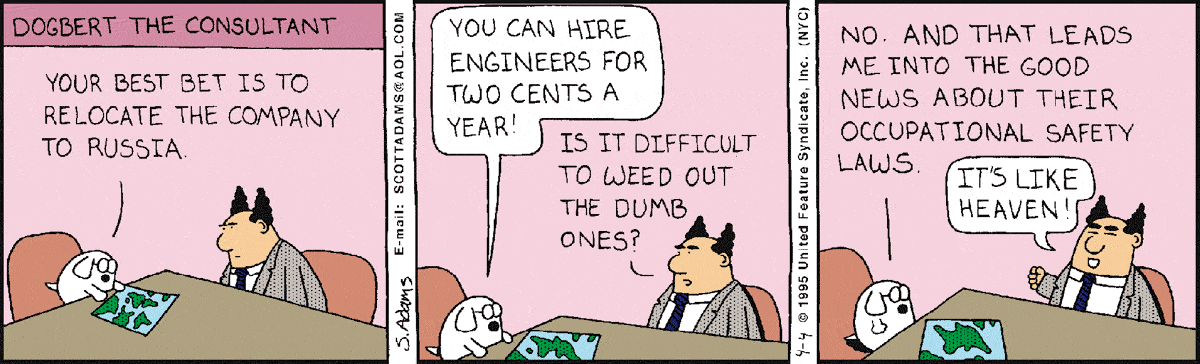 DOGBERT THE CONSULTANT
YOUR BEST BET IS TO
RELOCATE THE COMPANY
TO RUSSIA.
S.Adams
E-mail: SCOTTADAMS@AOL.COM
YOU CAN HIRE
ENGINEERS FOR
TWO CENTS A
YEAR!
IS IT DIFFICULT
TO WEED OUT
THE DUMB
ONES?
4-4 © 1995 United Feature Syndicate, Inc. (NYC)
NO. AND THAT LEADS
ME INTO THE GOOD
NEWS ABOUT THEIR
OCCUPATIONAL SAFETY
LAWS.
IT'S LIKE
HEAVEN!